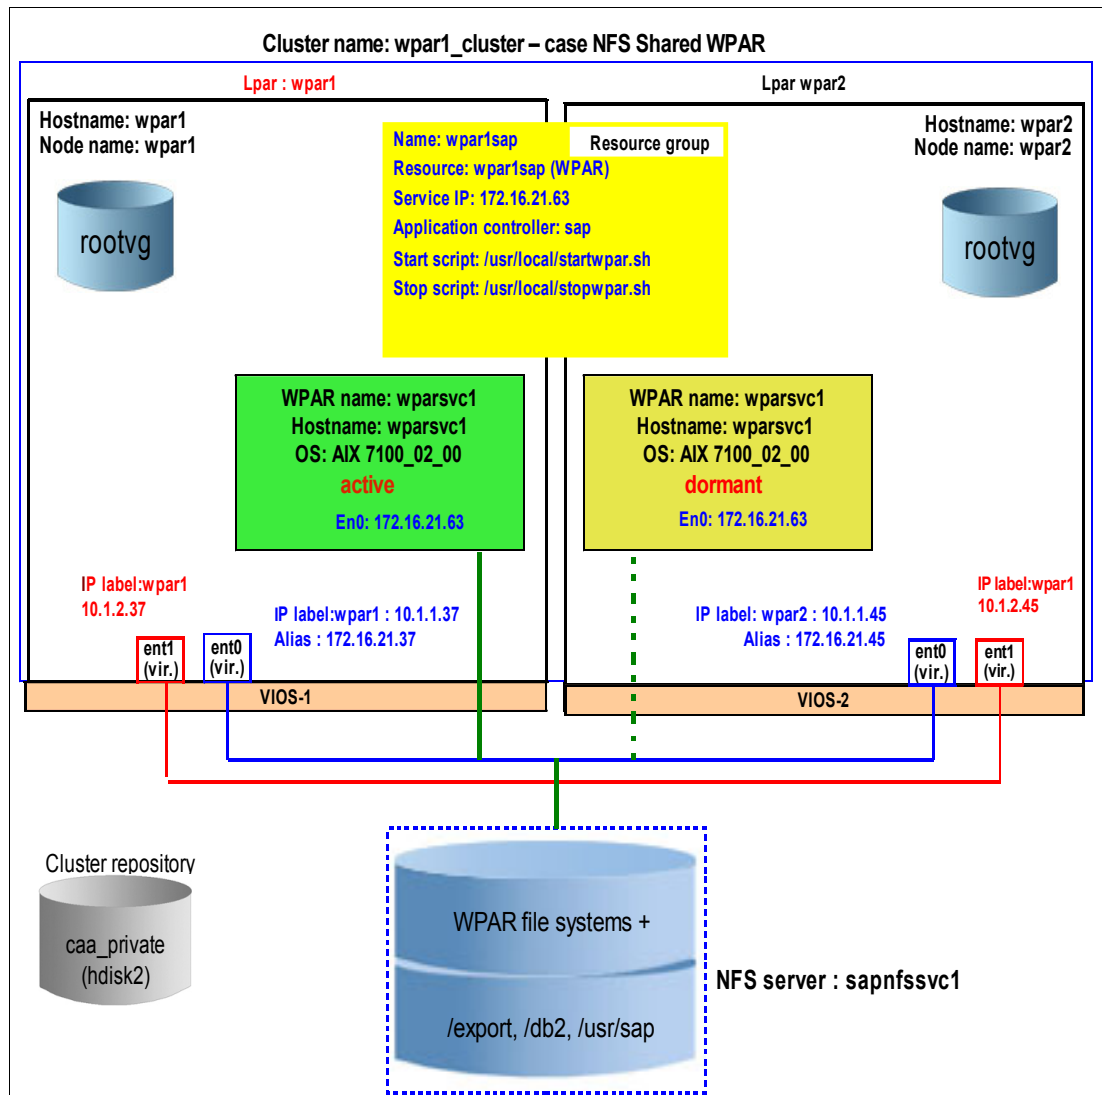 Cluster name: wpar1_cluster – case NFS Shared WPAR
Lpar : wpar1
Lpar wpar2
Hostname: wpar1
Node name: wpar1
rootvg
Name: wpar1sap
Resource group
Resource: wpar1sap (WPAR)
Service IP: 172.16.21.63
Application controller: sap
Start script: /usr/local/startwpar.sh
Stop script: /usr/local/stopwpar.sh
Hostname: wpar2
Node name: wpar2
rootvg
WPAR name: wparsvc1
Hostname: wparsvc1
OS: AIX 7100_02_00
active
En0: 172.16.21.63
WPAR name: wparsvc1
Hostname: wparsvc1
OS: AIX 7100_02_00
dormant
En0: 172.16.21.63
IP label:wpar1
10.1.2.37
IP label:wpar1 : 10.1.1.37
Alias : 172.16.21.37
IP label: wpar2 : 10.1.1.45
Alias : 172.16.21.45
IP label:wpar1
10.1.2.45
ent1
(vir.)
ent0
(vir.)
ent0
(vir.)
ent1
(vir.)
VIOS-1
VIOS-2
Cluster repository
caa_private
(hdisk2)
WPAR file systems +
/export, /db2, /usr/sap
NFS server : sapnfssvc1